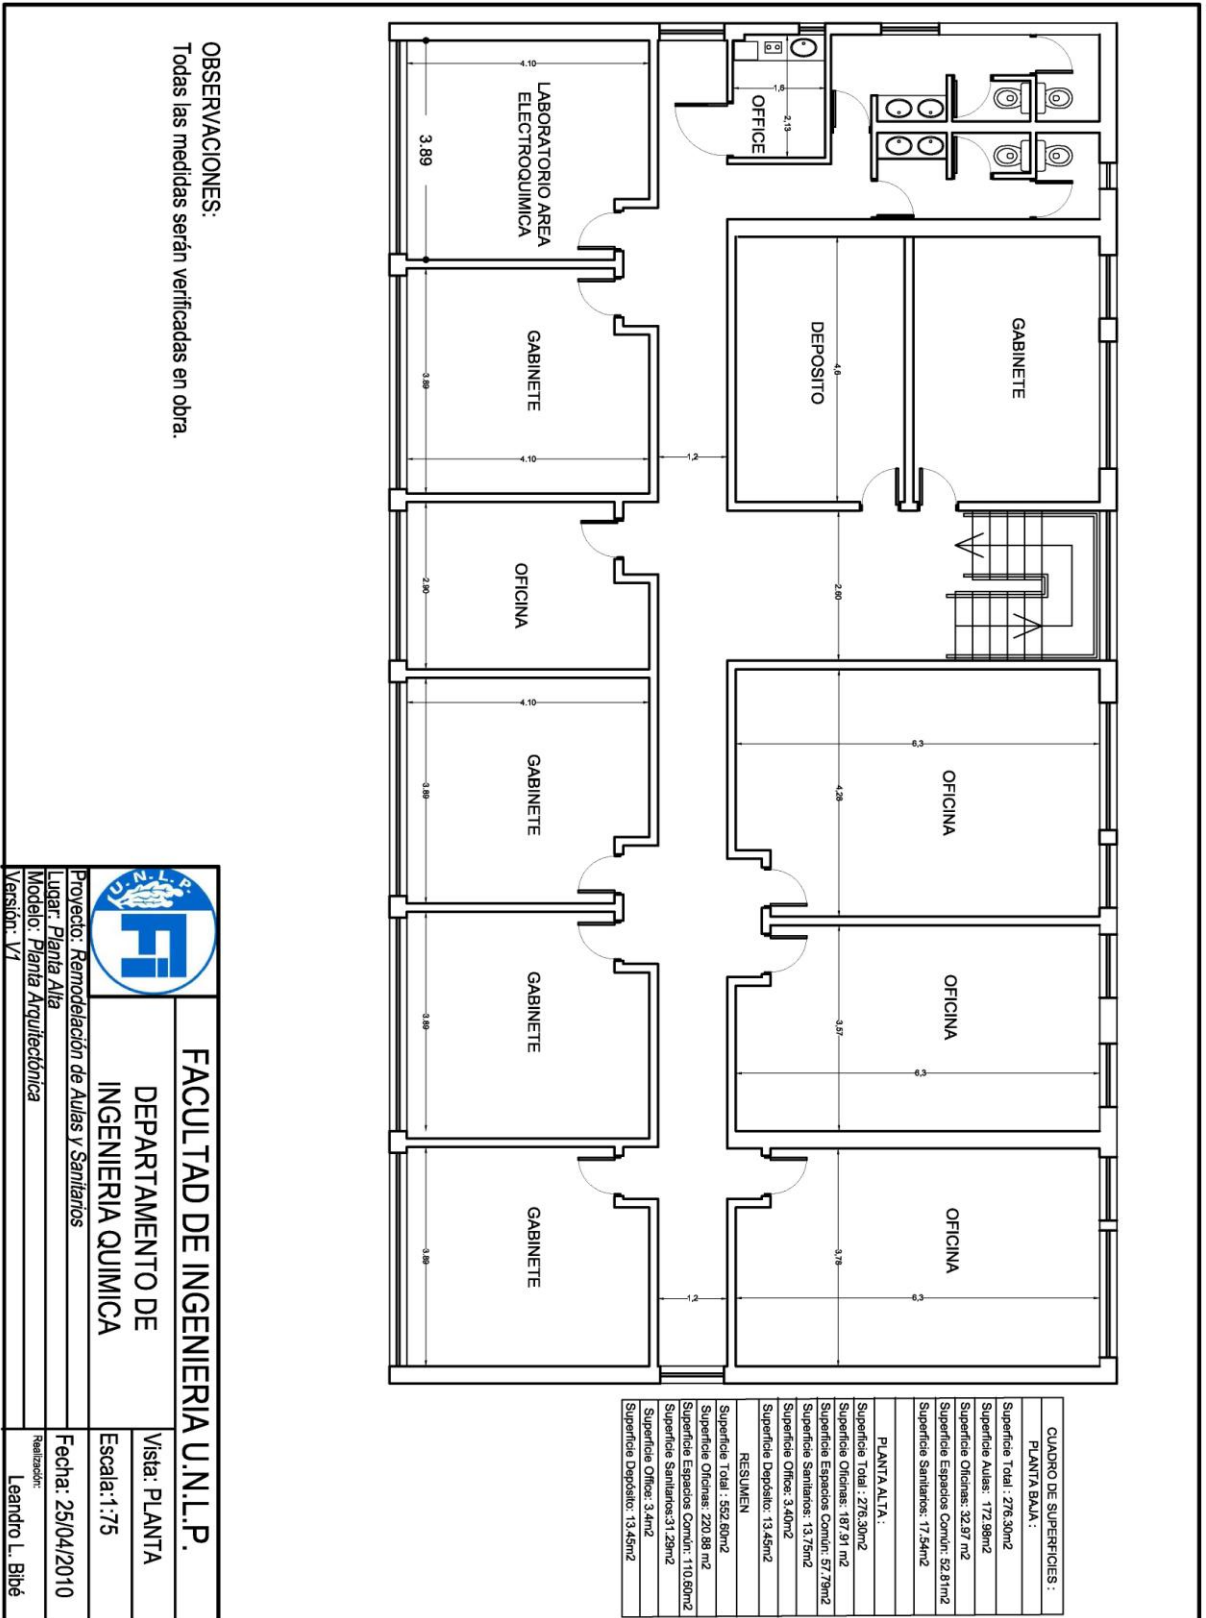 OBSERVACIONES:
Todas las medidas serán verificadas en obra.
LABORATORIO AREA
ELECTROQUIMICA
4.10
3.89
GABINETE
3.89
4.10
OFICINA
2.90
GABINETE
4.10
3.89
GABINETE
3.89
GABINETE
3.89
1,2
1,2
OFFICE
1,6
2,13
DEPOSITO
4,6
GABINETE
2.60
OFICINA
6,3
4,28
OFICINA
3,57
6,3
OFICINA
3,78
6,3
CUADRO DE SUPERFICIES :
PLANTA BAJA :
Superficie Total : 276.30m2
Superficie Aulas: 172.98m2
Superficie Oficinas: 32.97 m2
Superficie Espacios Común: 52.81m2
Superficie Sanitarios: 17.54m2
PLANTA ALTA :
Superficie Total : 276.30m2
Superficie Oficinas: 187.91 m2
Superficie Espacios Común: 57.79m2
Superficie Sanitarios: 13.75m2
Superficie Office: 3.40m2
Superficie Depósito: 13.45m2
RESUMEN
Superficie Total : 552.60m2
Superficie Oficinas: 220.88 m2
Superficie Espacios Común: 110.60m2
Superficie Sanitarios:31.29m2
Superficie Office: 3.4m2
Superficie Depósito: 13.45m2
U.N.L.P.
FI
FACULTAD DE INGENIERIA U.N.L.P.
DEPARTAMENTO DE
INGENIERIA QUIMICA
Vista: PLANTA
Escala:1:75
Proyecto: Remodelación de Aulas y Sanitarios
Lugar: Planta Alta
Modelo: Planta Arquitectónica
Versión: V1
Fecha: 25/04/2010
Realización:
Leandro L. Bibé